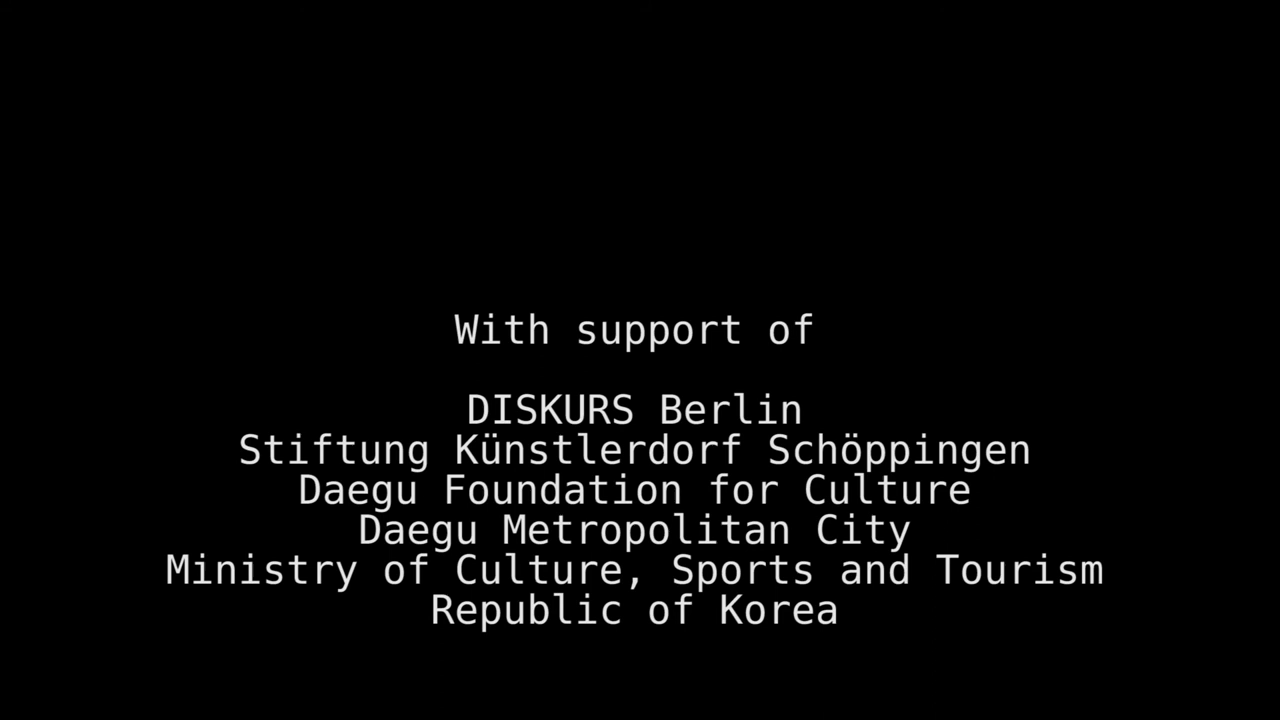 With support of
DISKURS Berlin
Stiftung Künstlerdorf Schöppingen
Daegu Foundation for Culture
Daegu Metropolitan City
Ministry of Culture, Sports and Tourism
Republic of Korea